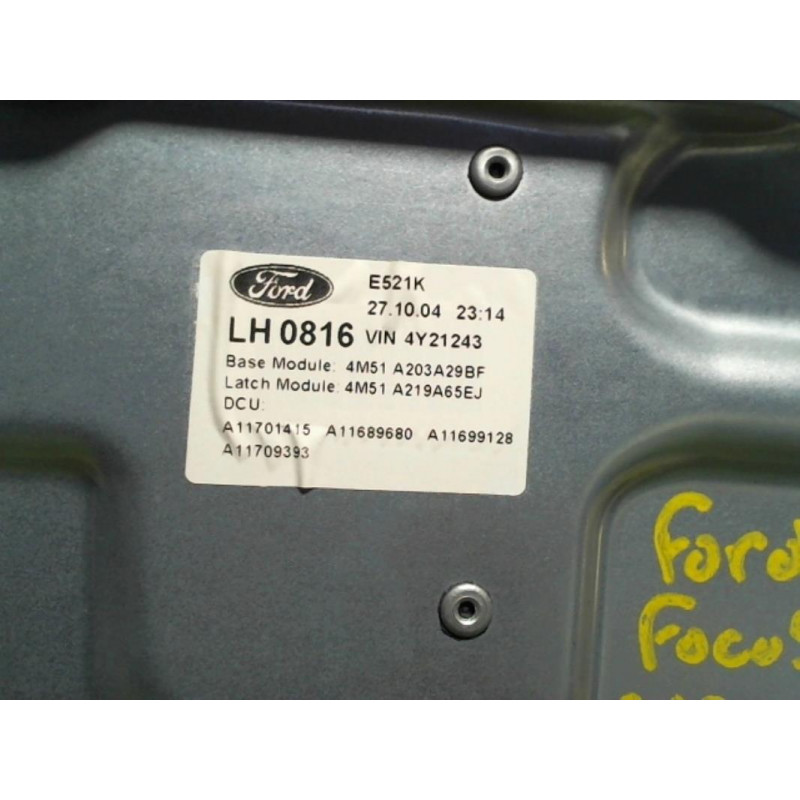 Ford
E521K
27.10.04 23:14
LH 0816 VIN 4Y21243
Base Module: 4M51 A203A29BF
Latch Module: 4M51 A219A65EJ
DCU:
A11701415 A11689680 A11699128
A11709393
Ford
Focus